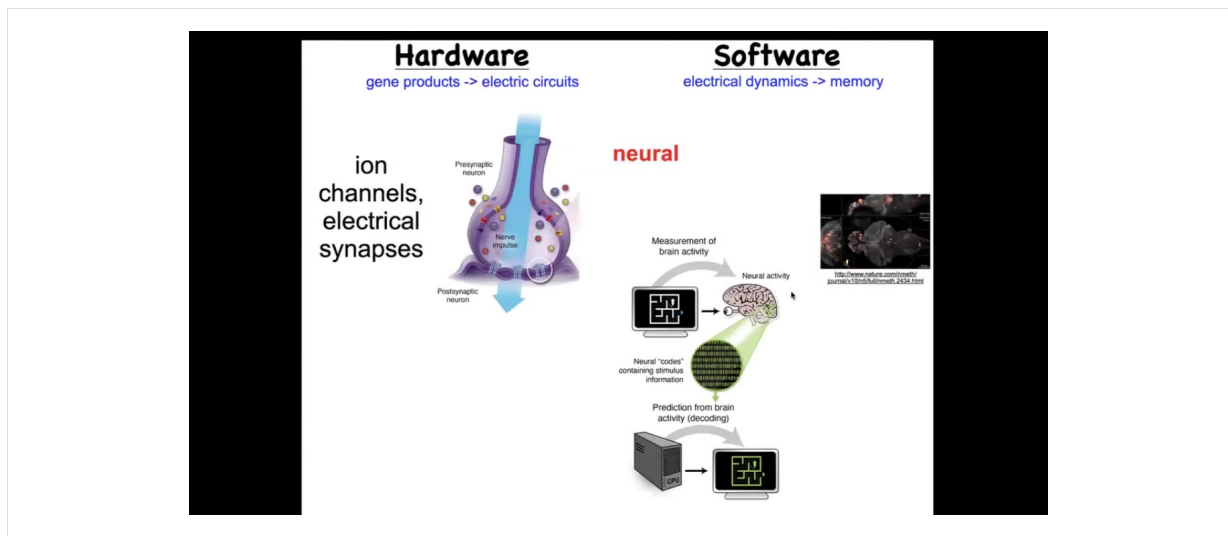 Hardware
gene products -> electric circuits
Software
electrical dynamics -> memory
ion
channels,
electrical
synapses
Presynaptic
neuron
Nerve
impulse
Postsynaptic
neuron
neural
Measurement of
brain activity
Neural activity
Neural "codes"
containing stimulus
information
Prediction from brain
activity (decoding)
CPU
http://www.nature.com/nmeth/
journal/v10/n5/full/nmeth.2434.html